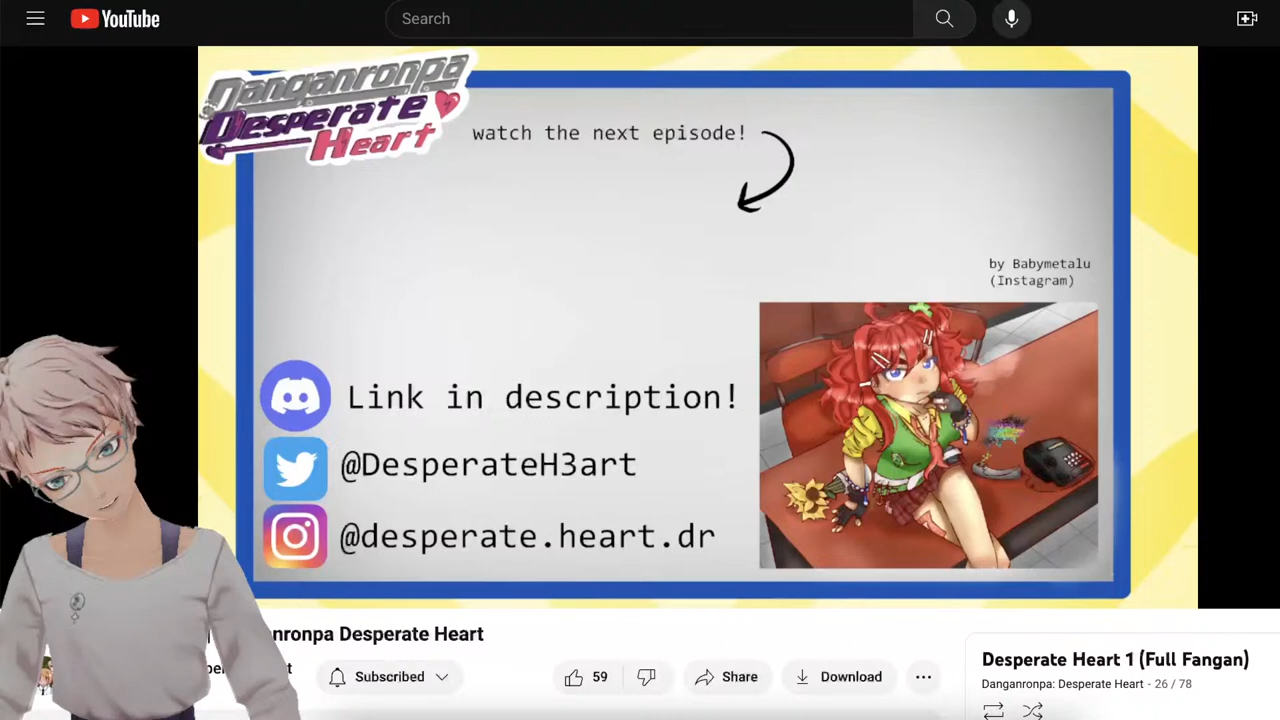 YouTube
Search
Danganronpa
Desperate
Heart
watch the next episode!
by Babymetalu
(Instagram)
Link in description!
@DesperateH3art
@desperate.heart.dr
nronpa Desperate Heart
Subscribed
59
Share
Download
Desperate Heart 1 (Full Fangan)
Danganronpa: Desperate Heart - 26 / 78